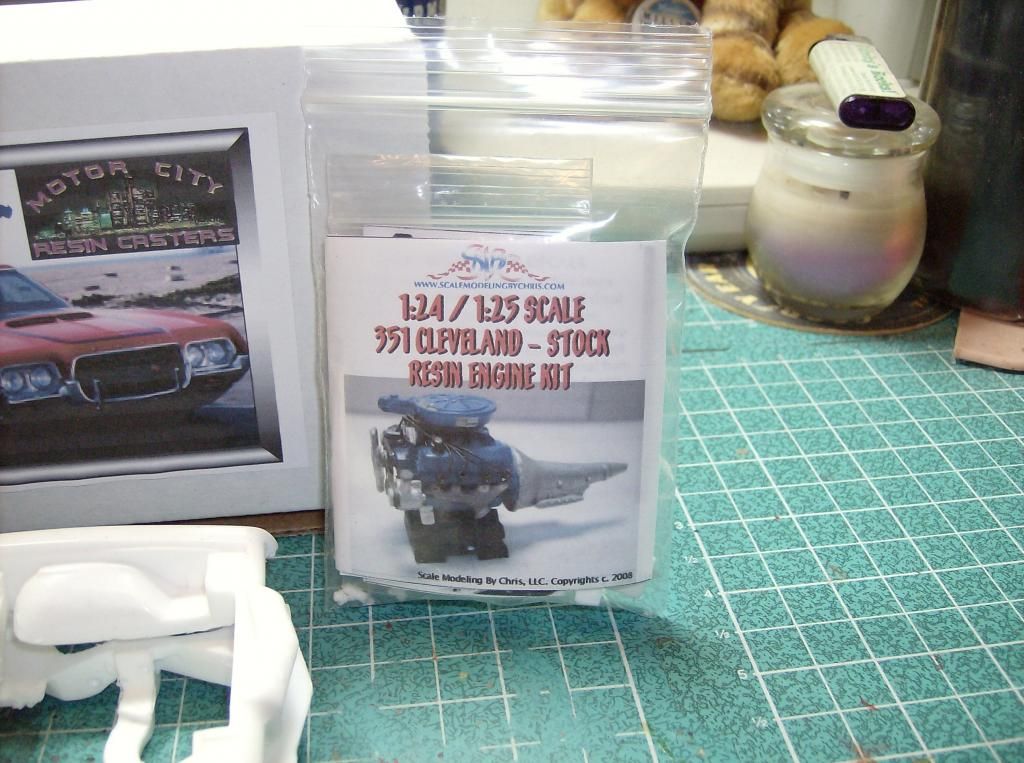 MOTOR CITY
RESIN CASTERS
WWW.SCALEMODELINGBYCHRIS.COM
1:24 / 1:25 SCALE
351 CLEVELAND - STOCK
RESIN ENGINE KIT
Scale Modeling By Chris, LLC. Copyrights c. 2008